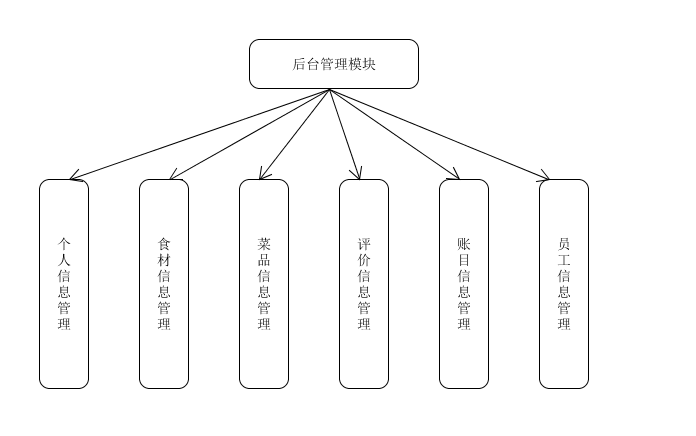 后台管理模块
个人信息管理
食材信息管理
菜品信息管理
评价信息管理
账目信息管理
员工信息管理